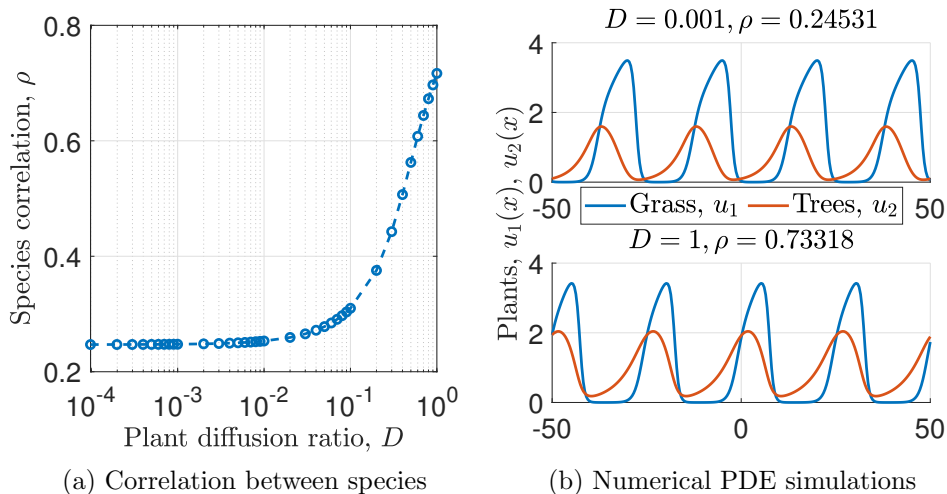 Species correlation, ρ
0.8
0.6
0.4
0.2
10^-4 10^-3 10^-2 10^-1 10^0
Plant diffusion ratio, D
(a) Correlation between species
Plants, u_1(x), u_2(x)
D = 0.001, ρ = 0.24531
4
2
0
-50 0 50
Grass, u_1 Trees, u_2
D = 1, ρ = 0.73318
4
2
0
-50 0 50
(b) Numerical PDE simulations